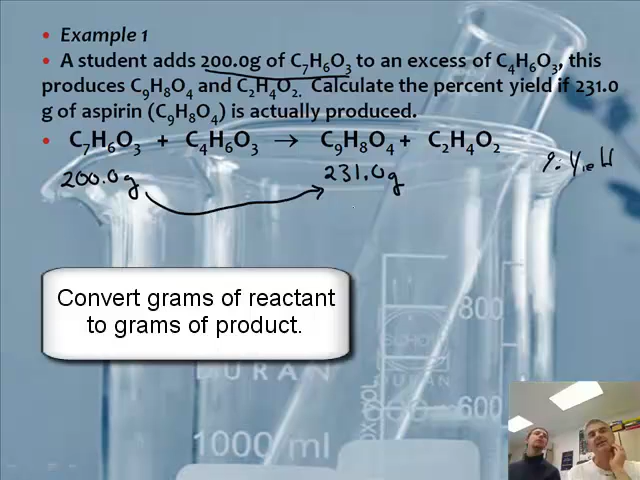 • Example 1
• A student adds 200.0g of C₇H₆O₃ to an excess of C₄H₆O₃, this
produces C₉H₈O₄ and C₂H₄O₂. Calculate the percent yield if 231.0
g of aspirin (C₉H₈O₄) is actually produced.
• C₇H₆O₃ + C₄H₆O₃ → C₉H₈O₄ + C₂H₄O₂
200.0g 231.0g % Yield
Convert grams of reactant
to grams of product.
800
DURAN
600
DURAN
1000 ml